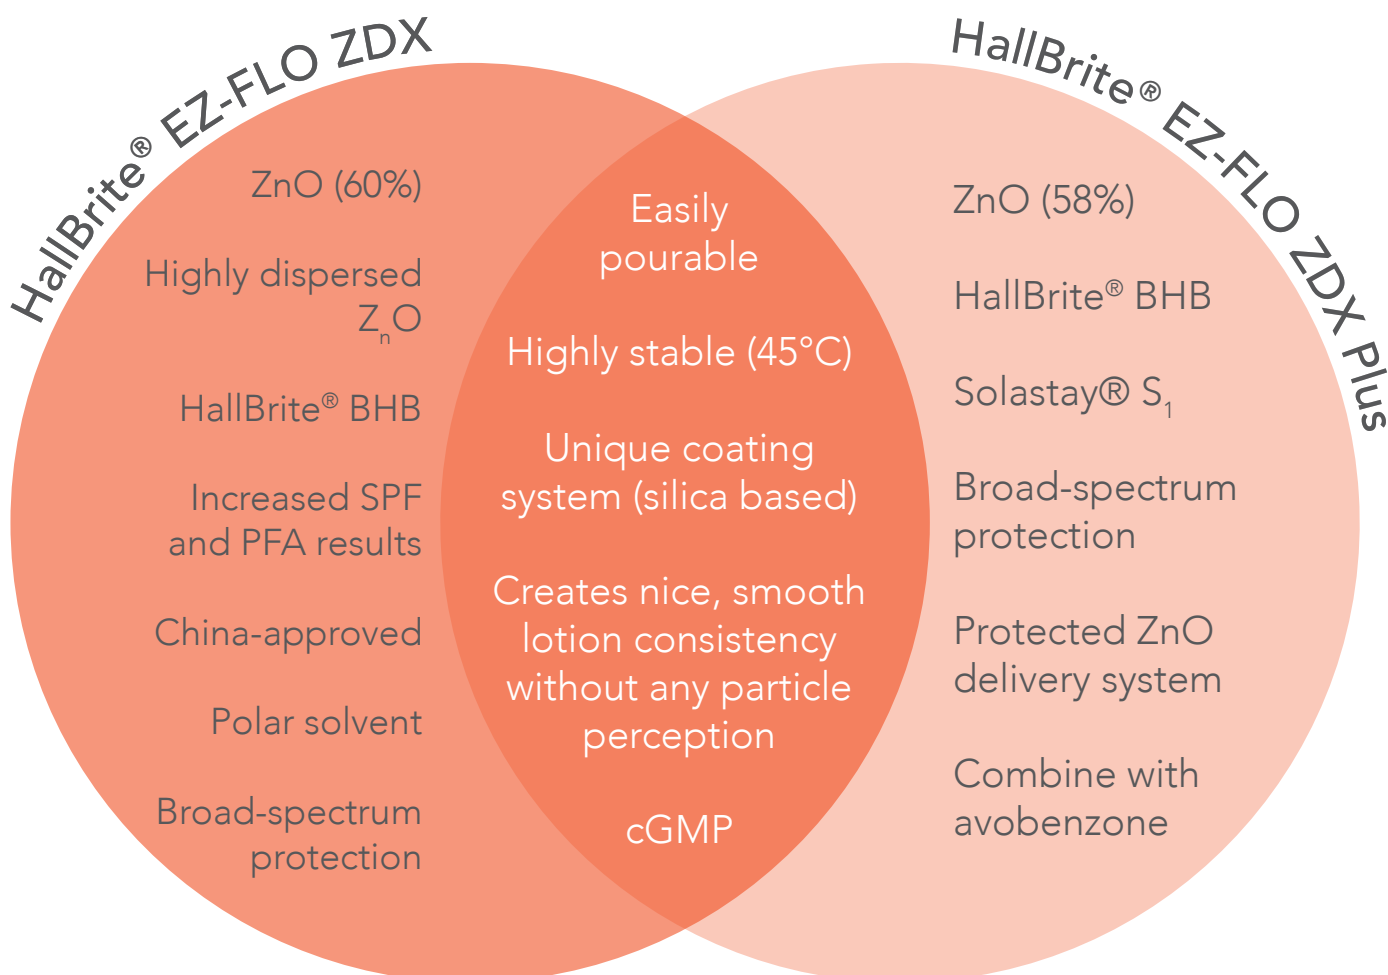 HallBrite® EZ-FLO ZDX
ZnO (60%)
Highly dispersed
ZnO
HallBrite® BHB
Increased SPF
and PFA results
China-approved
Polar solvent
Broad-spectrum
protection
Easily
pourable
Highly stable (45°C)
Unique coating
system (silica based)
Creates nice, smooth
lotion consistency
without any particle
perception
cGMP
HallBrite® EZ-FLO ZDX Plus
ZnO (58%)
HallBrite® BHB
Solastay® S1
Broad-spectrum
protection
Protected ZnO
delivery system
Combine with
avobenzone